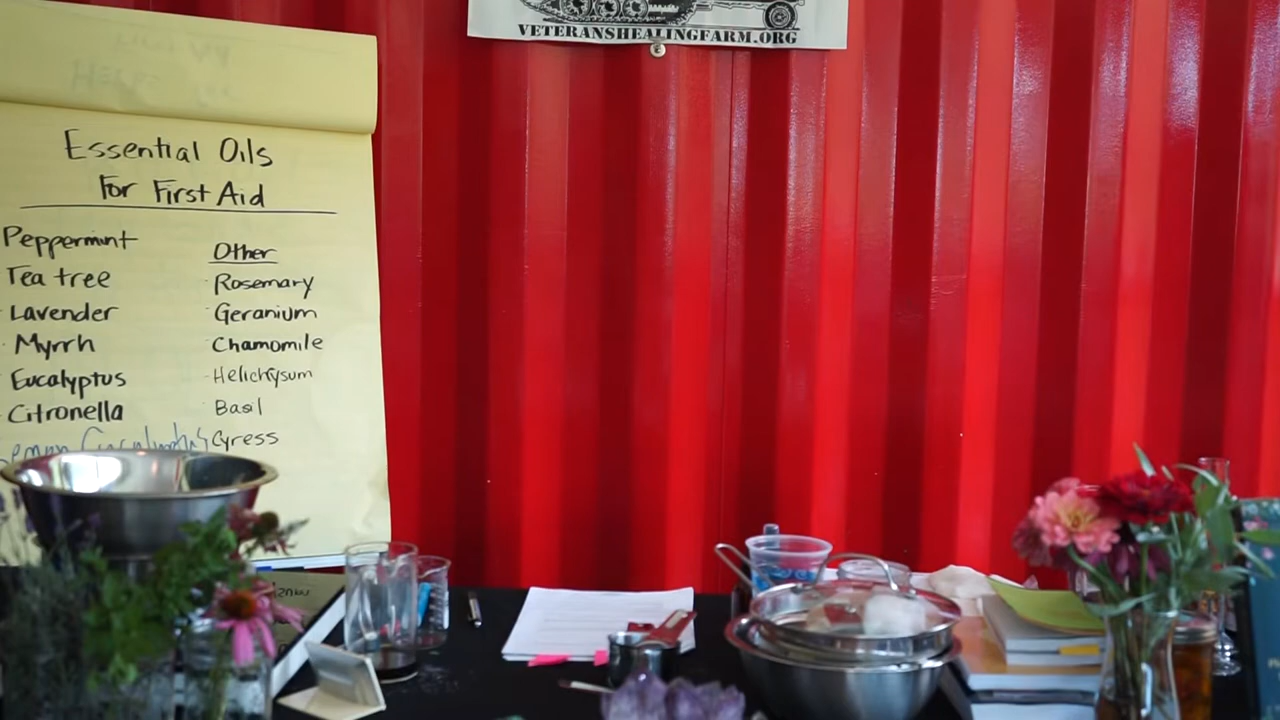 VETERANSHEALINGFARM.ORG
Essential Oils
For First Aid
Peppermint
Tea tree
Lavender
Myrrh
Eucalyptus
Citronella
Other
Rosemary
Geranium
Chamomile
Helichrysum
Basil
Cyress